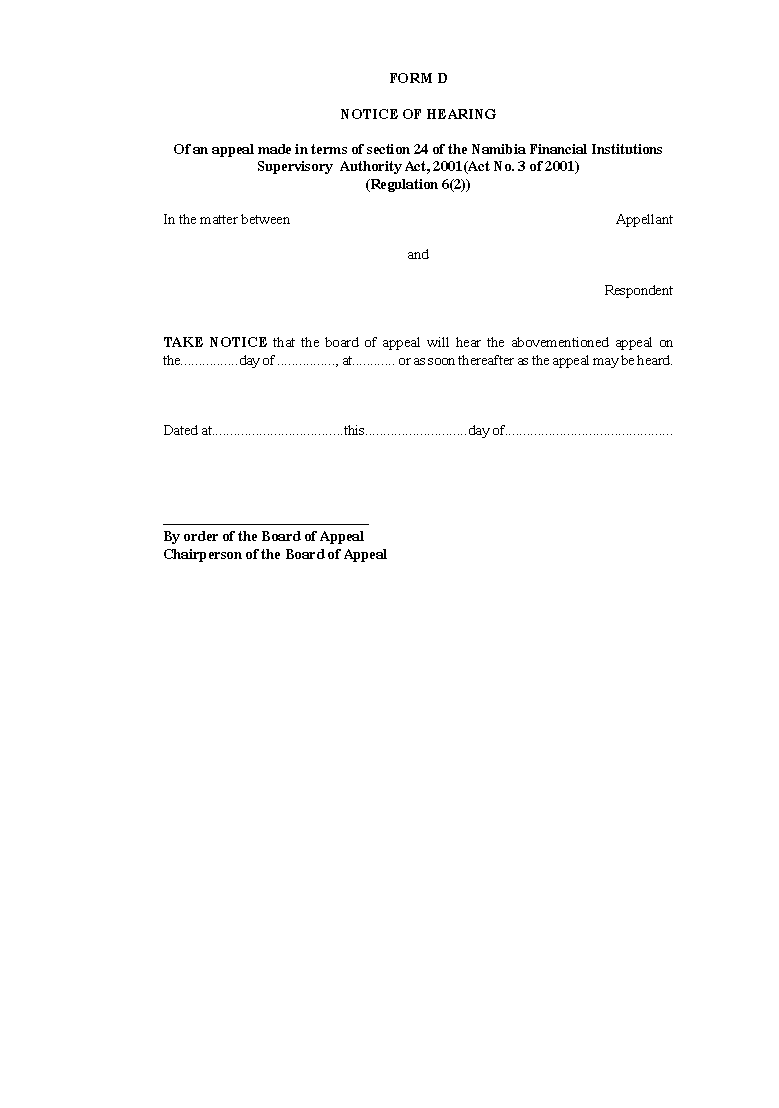 FORM D
NOTICE OF HEARING
Of an appeal made in terms of section 24 of the Namibia Financial Institutions
Supervisory Authority Act, 2001(Act No. 3 of 2001)
(Regulation 6(2))
In the matter between Appellant
and
Respondent
TAKE NOTICE that the board of appeal will hear the abovementioned appeal on
the................day of ................, at............ or as soon thereafter as the appeal may be heard.
Dated at....................................this............................day of..............................................
By order of the Board of Appeal
Chairperson of the Board of Appeal